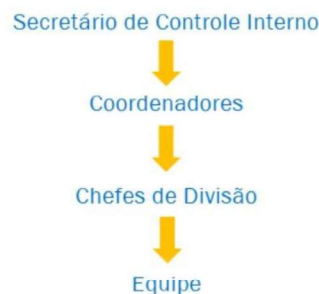 Secretário de Controle Interno
Coordenadores
Chefes de Divisão
Equipe